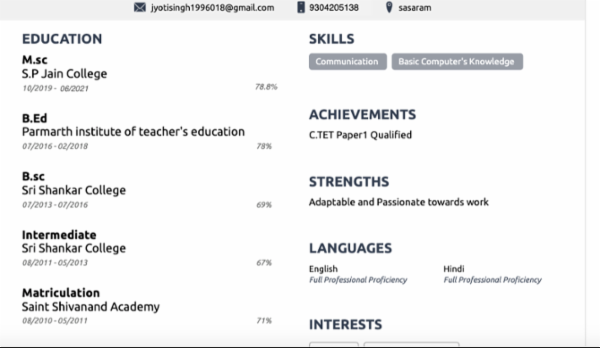 jyotisingh1996018@gmail.com 9304205138 sasaram
EDUCATION
M.sc
S.P Jain College
10/2019 - 06/2021 78.8%
B.Ed
Parmarth institute of teacher's education
07/2016 - 02/2018 78%
B.sc
Sri Shankar College
07/2013 - 07/2016 69%
Intermediate
Sri Shankar College
08/2011 - 05/2013 67%
Matriculation
Saint Shivanand Academy
08/2010 - 05/2011 71%
SKILLS
Communication Basic Computer's Knowledge
ACHIEVEMENTS
C.TET Paper1 Qualified
STRENGTHS
Adaptable and Passionate towards work
LANGUAGES
English Hindi
Full Professional Proficiency Full Professional Proficiency
INTERESTS